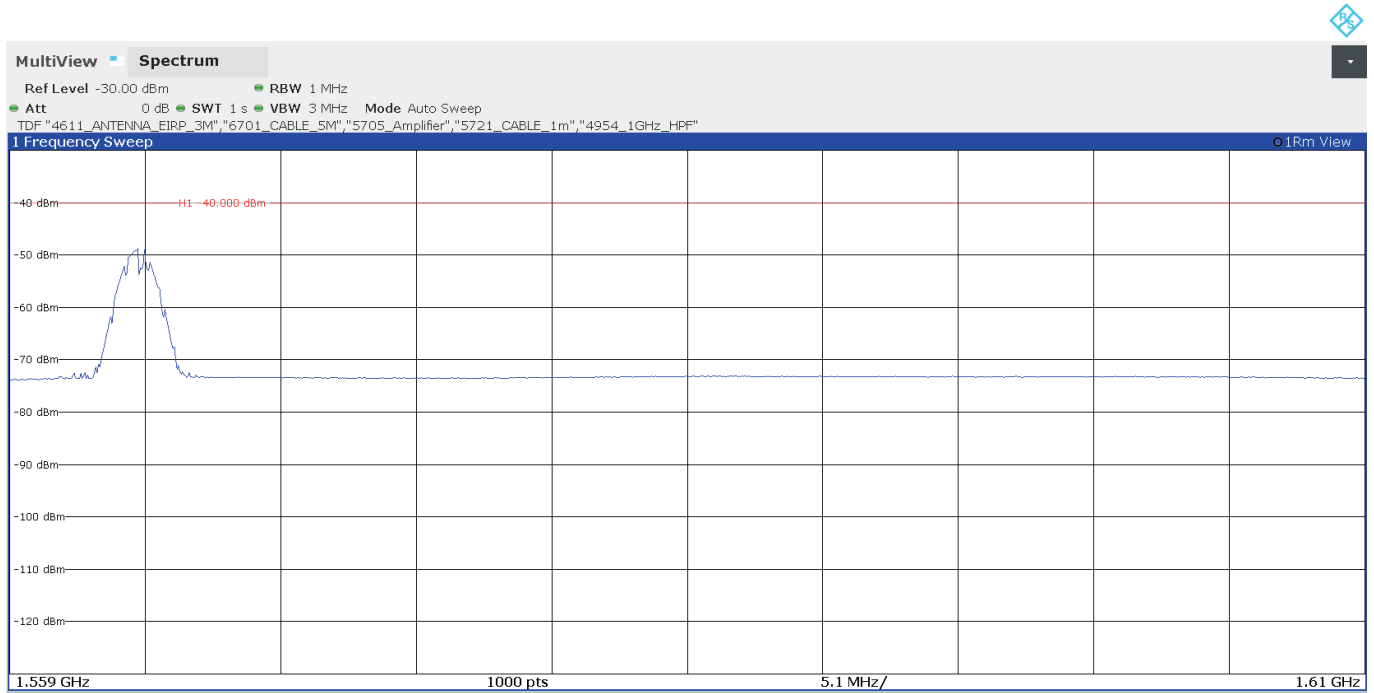 R&S
MultiView Spectrum
Ref Level -30.00 dBm RBW 1 MHz
Att 0 dB SWT 1 s VBW 3 MHz Mode Auto Sweep
TDF "4611_ANTENNA_EIRP_3M","6701_CABLE_5M","5705_Amplifier","5721_CABLE_1m","4954_1GHz_HPF"
1 Frequency Sweep 1Rm View
-40 dBm H1 -40.000 dBm
-50 dBm
-60 dBm
-70 dBm
-80 dBm
-90 dBm
-100 dBm
-110 dBm
-120 dBm
1.559 GHz 1000 pts 5.1 MHz/ 1.61 GHz